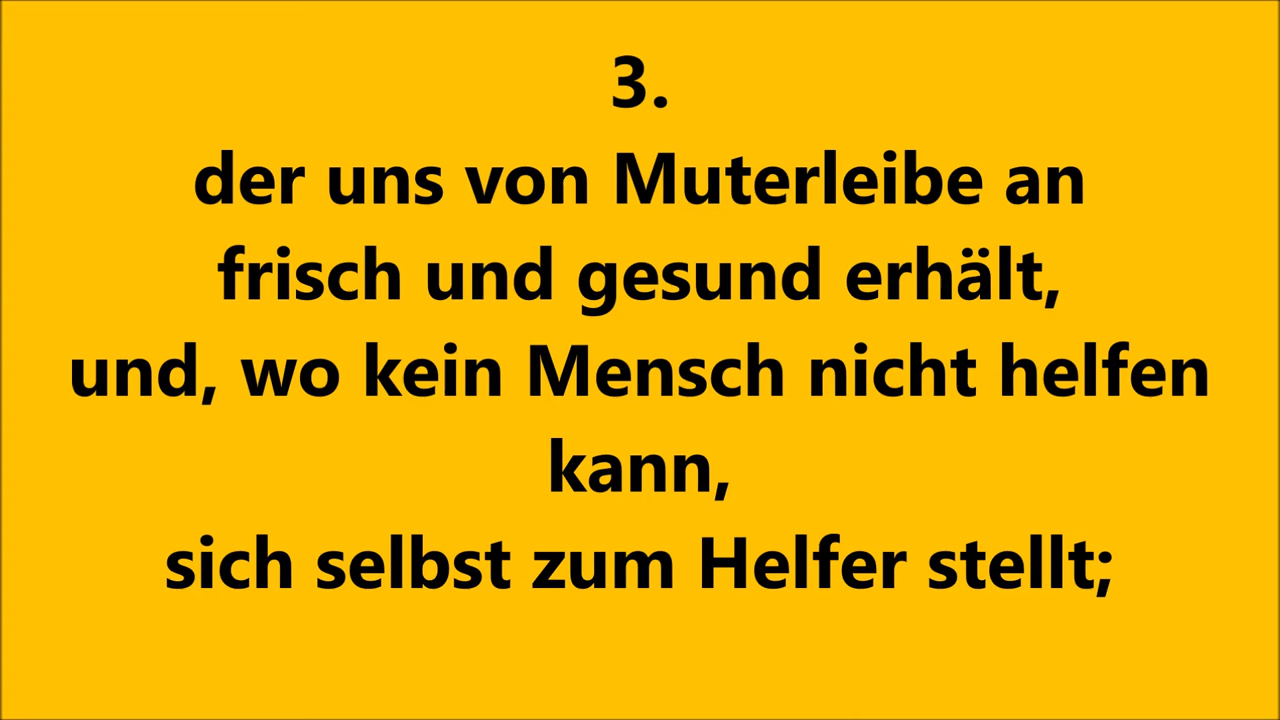 3.
der uns von Muterleibe an
frisch und gesund erhält,
und, wo kein Mensch nicht helfen
kann,
sich selbst zum Helfer stellt;